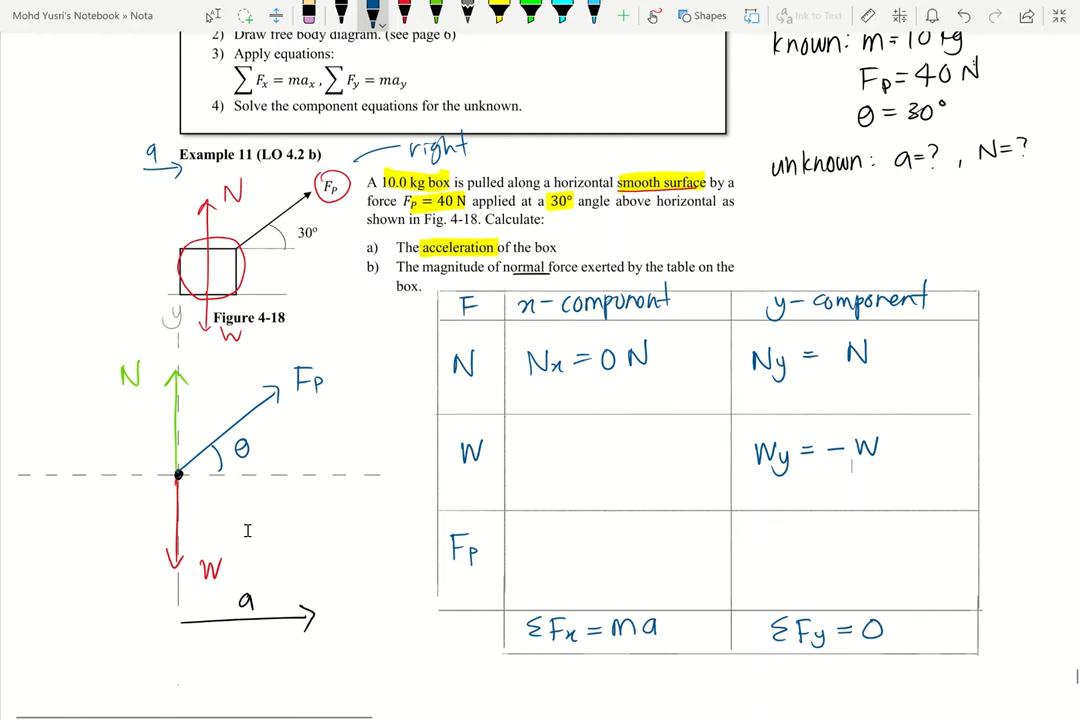 Mohd Yusri's Notebook » Nota
Shapes
Ink to Text
2) Draw free body diagram. (see page 6)
3) Apply equations:
∑ Fx = max , ∑ Fy = may
4) Solve the component equations for the unknown.
known: m=10 kg
FP=40 N
θ = 30°
unknown: a=? , N=?
a
Example 11 (LO 4.2 b)
right
N
FP
30°
y
W
Figure 4-18
A 10.0 kg box is pulled along a horizontal smooth surface by a
force FP = 40 N applied at a 30° angle above horizontal as
shown in Fig. 4-18. Calculate:
a) The acceleration of the box
b) The magnitude of normal force exerted by the table on the
box.
N
FP
θ
W
a
F x-component y-component
N Nx = 0 N Ny = N
W Wy = - W
FP
ΣFx = ma ΣFy = 0